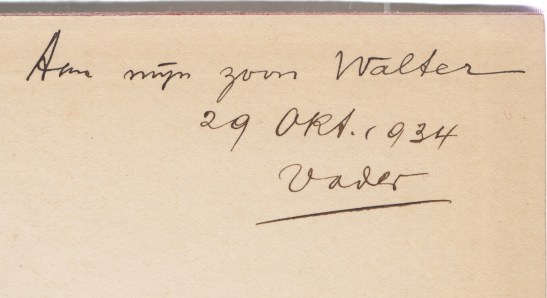 Aan mijn zoon Walter
29 Okt. 1934
Vader